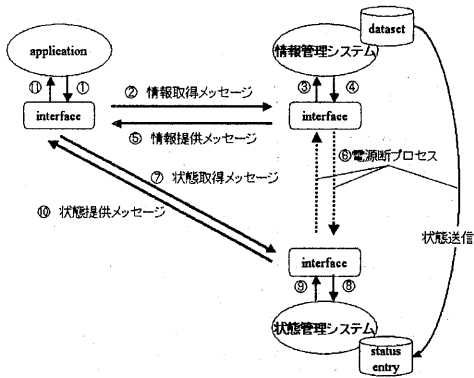 dataset
application
情報管理システム
⑪
①
② 情報取得メッセージ
③
④
interface
interface
⑤ 情報提供メッセージ
⑥電源断プロセス
⑦ 状態取得メッセージ
⑩ 状態提供メッセージ
状態送信
interface
⑨
⑧
状態管理システム
status
entry